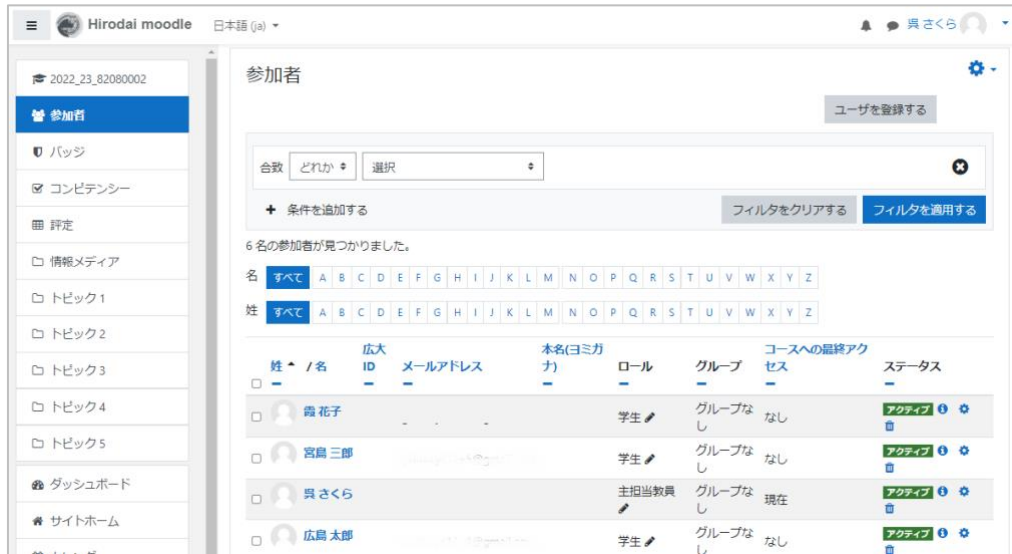 Hirodai moodle 日本語 (ja)
呉 さくら
2022_23_82080002
参加者
バッジ
コンピテンシー
評定
情報メディア
トピック 1
トピック 2
トピック 3
トピック 4
トピック 5
ダッシュボード
サイトホーム
参加者
ユーザを登録する
合致 どれか 選択
+ 条件を追加する
フィルタをクリアする フィルタを適用する
6 名の参加者が見つかりました。
名 すべて A B C D E F G H I J K L M N O P Q R S T U V W X Y Z
姓 すべて A B C D E F G H I J K L M N O P Q R S T U V W X Y Z
姓 / 名 広大ID メールアドレス 本名(ヨミガナ) ロール グループ コースへの最終アクセス ステータス
霞 花子 学生 グループなし なし アクティブ
宮島 三郎 学生 グループなし なし アクティブ
呉 さくら 主担当教員 グループなし 現在 アクティブ
広島 太郎 学生 グループなし なし アクティブ